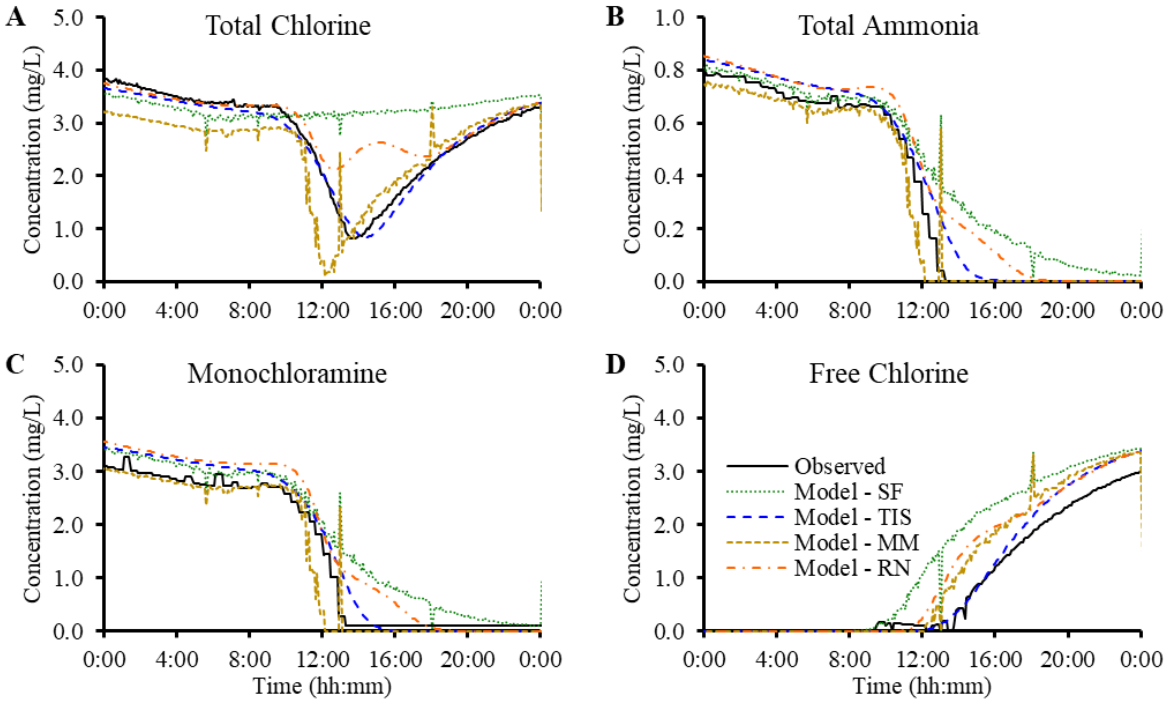 A
Total Chlorine
Concentration (mg/L)
5.0
4.0
3.0
2.0
1.0
0.0
0:00 4:00 8:00 12:00 16:00 20:00 0:00
B
Total Ammonia
Concentration (mg/L)
1.0
0.8
0.6
0.4
0.2
0.0
0:00 4:00 8:00 12:00 16:00 20:00 0:00
C
Monochloramine
Concentration (mg/L)
5.0
4.0
3.0
2.0
1.0
0.0
0:00 4:00 8:00 12:00 16:00 20:00 0:00
Time (hh:mm)
D
Free Chlorine
Concentration (mg/L)
5.0
4.0
3.0
2.0
1.0
0.0
Observed
Model - SF
Model - TIS
Model - MM
Model - RN
0:00 4:00 8:00 12:00 16:00 20:00 0:00
Time (hh:mm)